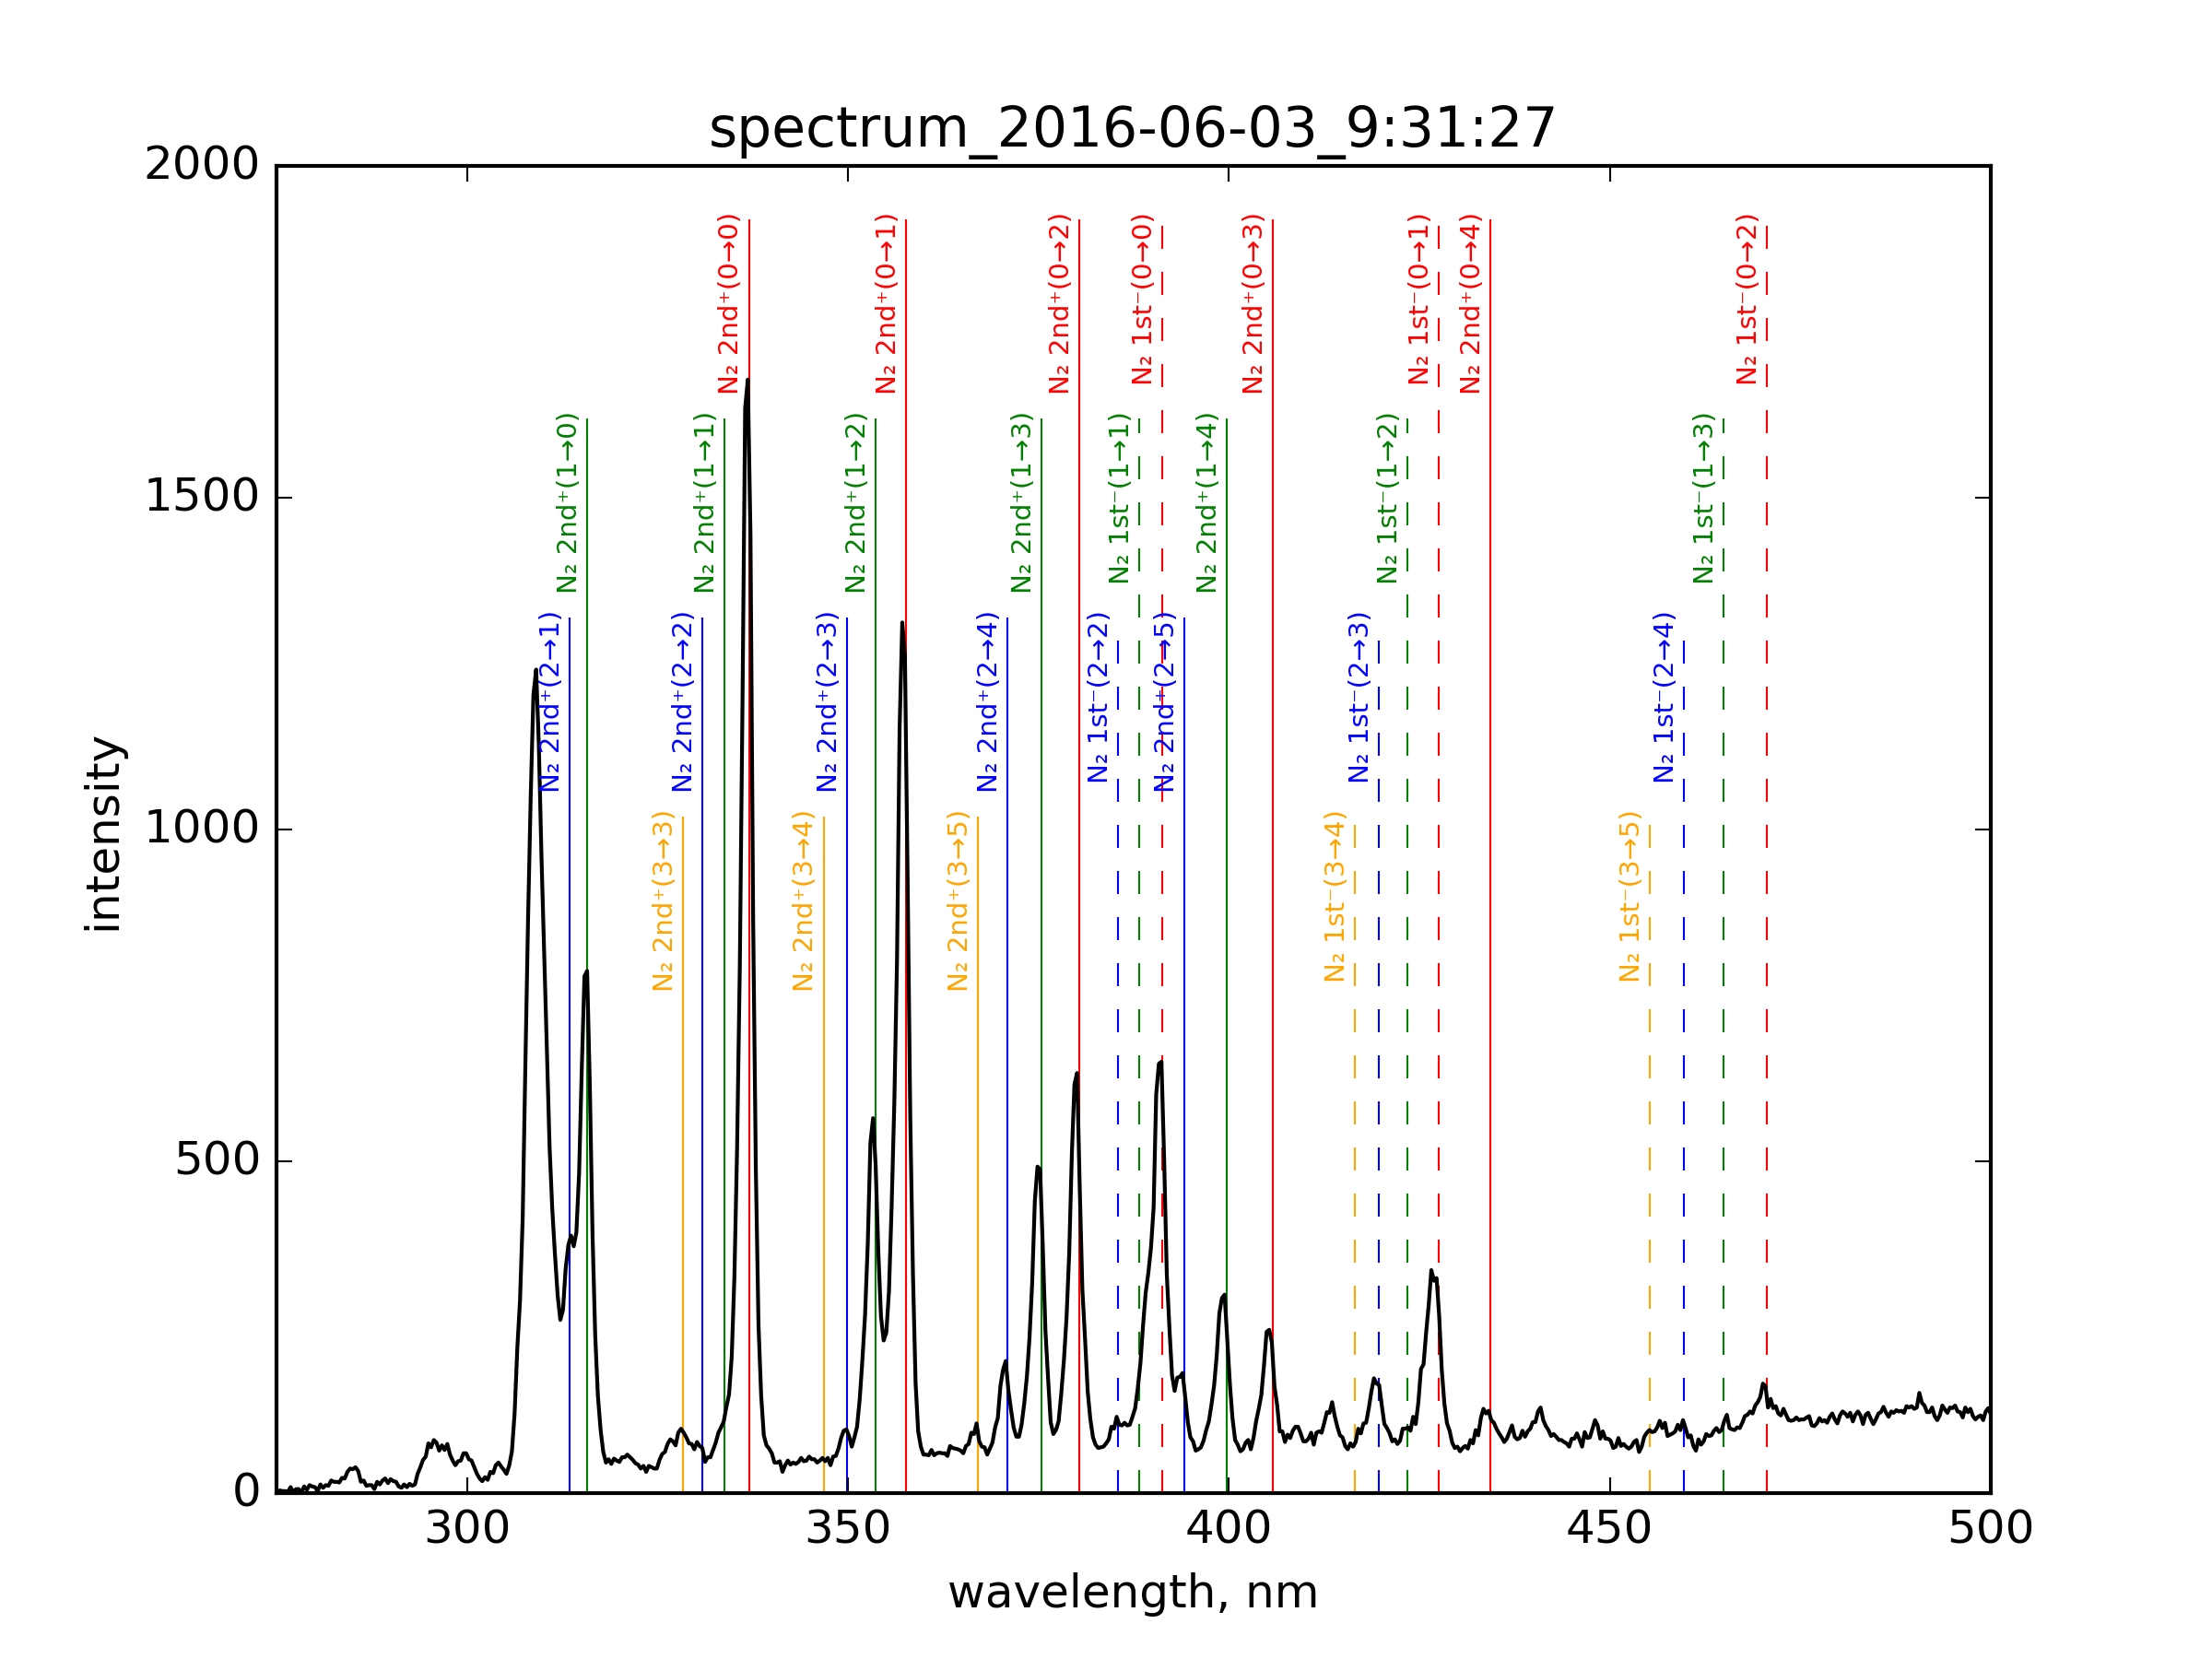 spectrum_2016-06-03_9:31:27
2000
1500
1000
500
0
intensity
N₂ 2nd⁺(0→0)
N₂ 2nd⁺(0→1)
N₂ 2nd⁺(0→2)
N₂ 1st⁻(0→0)
N₂ 2nd⁺(0→3)
N₂ 1st⁻(0→1)
N₂ 2nd⁺(0→4)
N₂ 1st⁻(0→2)
N₂ 2nd⁺(1→0)
N₂ 2nd⁺(1→1)
N₂ 2nd⁺(1→2)
N₂ 2nd⁺(1→3)
N₂ 1st⁻(1→1)
N₂ 2nd⁺(1→4)
N₂ 1st⁻(1→2)
N₂ 1st⁻(1→3)
N₂ 2nd⁺(2→1)
N₂ 2nd⁺(2→2)
N₂ 2nd⁺(2→3)
N₂ 2nd⁺(2→4)
N₂ 1st⁻(2→2)
N₂ 2nd⁺(2→5)
N₂ 1st⁻(2→3)
N₂ 1st⁻(2→4)
N₂ 2nd⁺(3→3)
N₂ 2nd⁺(3→4)
N₂ 2nd⁺(3→5)
N₂ 1st⁻(3→4)
N₂ 1st⁻(3→5)
300 350 400 450 500
wavelength, nm